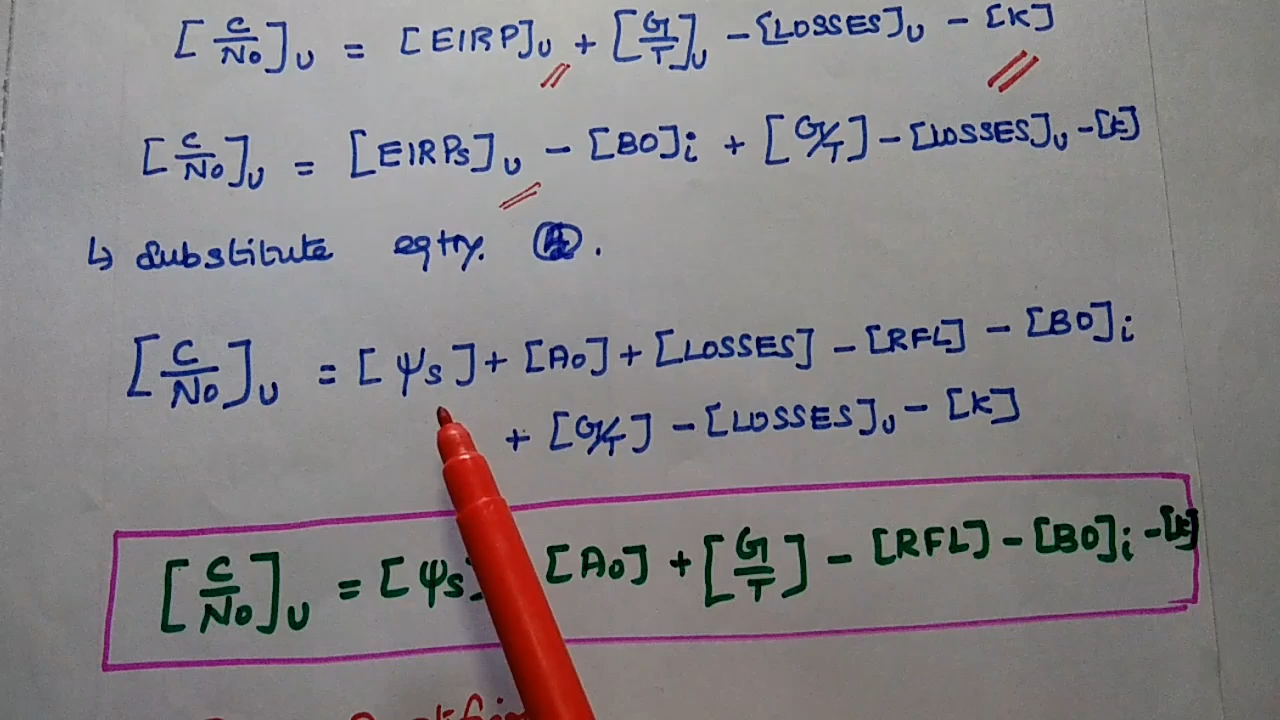 [C/No]U = [EIRP]U + [G/T]U - [LOSSES]U - [K]
[C/No]U = [EIRPs]U - [BO]i + [G/T] - [LOSSES]U - [k]
↳ Substitute eqtn.
[C/No]U = [ψs] + [Ao] + [LOSSES] - [RFL] - [BO]i
+ [G/T] - [LOSSES]U - [K]
[C/No]U = [ψs] [Ao] + [G/T] - [RFL] - [BO]i - [k]